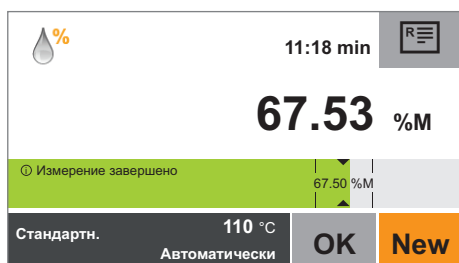 %
11:18 min
R
67.53 %M
ⓘ Измерение завершено
67.50 %M
Стандартн.
110 °C
Автоматически
OK
New